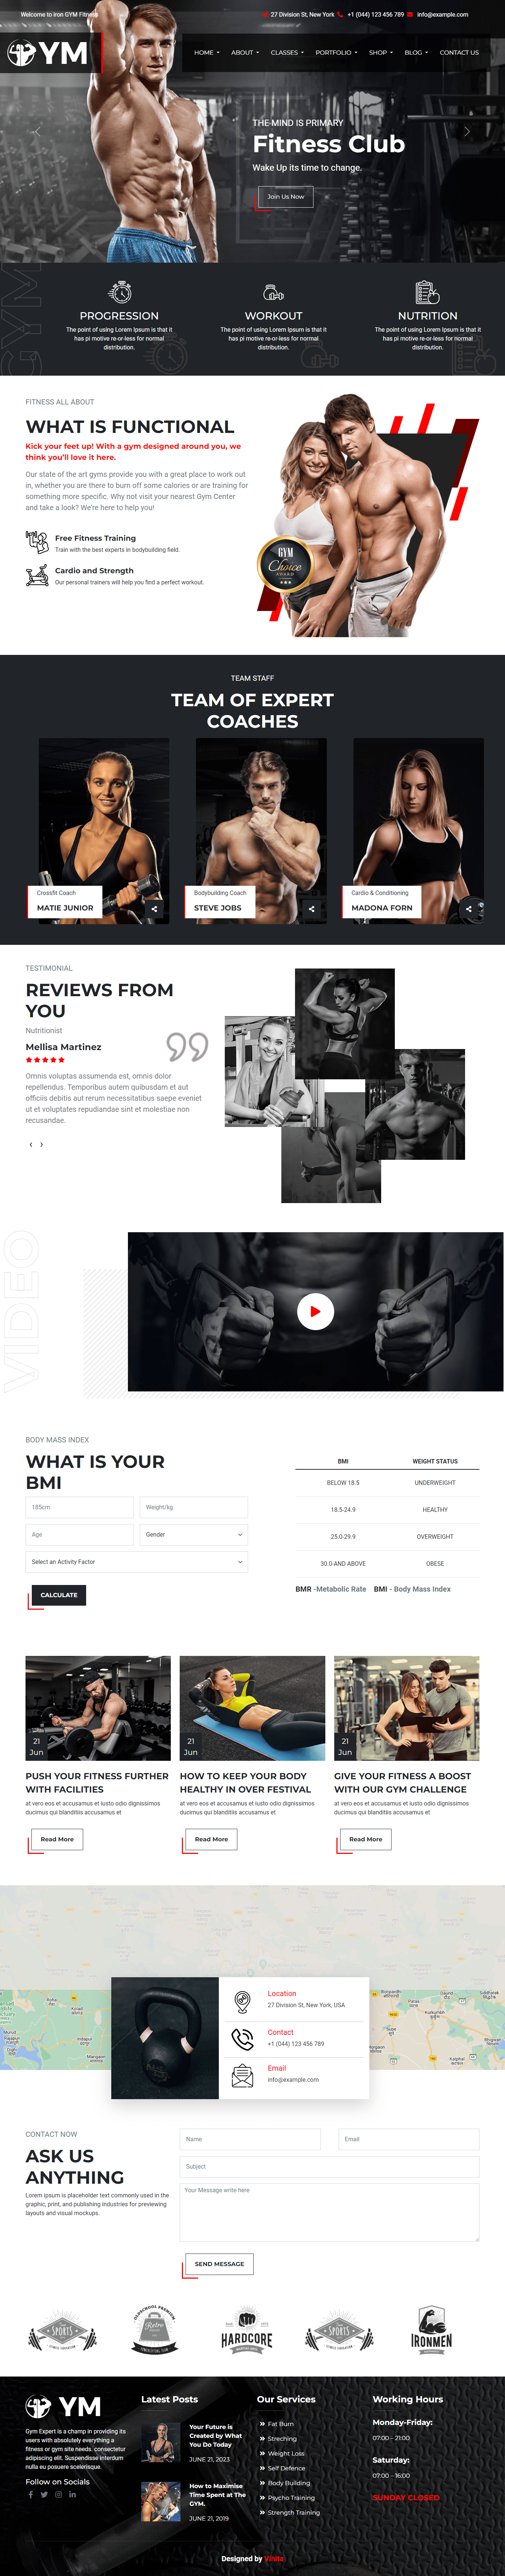 Welcome to iron GYM Fitness
27 Division St, New York +1 (044) 123 456 789 info@example.com
YM
HOME ABOUT CLASSES PORTFOLIO SHOP BLOG CONTACT US
THE MIND IS PRIMARY
Fitness Club
Wake Up its time to change.
Join Us Now
GYM
PROGRESSION
The point of using Lorem Ipsum is that it
has pi motive re-or-less for normal
distribution.
WORKOUT
The point of using Lorem Ipsum is that it
has pi motive re-or-less for normal
distribution.
NUTRITION
The point of using Lorem Ipsum is that it
has pi motive re-or-less for normal
distribution.
FITNESS ALL ABOUT
WHAT IS FUNCTIONAL
Kick your feet up! With a gym designed around you, we
think you'll love it here.
Our state of the art gyms provide you with a great place to work out
in, whether you are there to burn off some calories or are training for
something more specific. Why not visit your nearest Gym Center
and take a look? We're here to help you!
Free Fitness Training
Train with the best experts in bodybuilding field.
Cardio and Strength
Our personal trainers will help you find a perfect workout.
GYM
Choice
AWARD
TEAM STAFF
TEAM OF EXPERT
COACHES
Crossfit Coach
MATIE JUNIOR
Bodybuilding Coach
STEVE JOBS
Cardio & Conditioning
MADONA FORN
TESTIMONIAL
REVIEWS FROM
YOU
Nutritionist
Mellisa Martinez
Omnis voluptas assumenda est, omnis dolor
repellendus. Temporibus autem quibusdam et aut
officiis debitis aut rerum necessitatibus saepe eveniet
ut et voluptates repudiandae sint et molestiae non
recusandae.
VIDEO
BODY MASS INDEX
WHAT IS YOUR
BMI
185cm
Weight/kg
Age
Gender
Select an Activity Factor
CALCULATE
BMI WEIGHT STATUS
BELOW 18.5 UNDERWEIGHT
18.5-24.9 HEALTHY
25.0-29.9 OVERWEIGHT
30.0-AND ABOVE OBESE
BMR -Metabolic Rate BMI - Body Mass Index
21
Jun
PUSH YOUR FITNESS FURTHER
WITH FACILITIES
at vero eos et accusamus et iusto odio dignissimos
ducimus qui blanditiis accusamus et
Read More
21
Jun
HOW TO KEEP YOUR BODY
HEALTHY IN OVER FESTIVAL
at vero eos et accusamus et iusto odio dignissimos
ducimus qui blanditiis accusamus et
Read More
21
Jun
GIVE YOUR FITNESS A BOOST
WITH OUR GYM CHALLENGE
at vero eos et accusamus et iusto odio dignissimos
ducimus qui blanditiis accusamus et
Read More
Location
27 Division St, New York, USA
Contact
+1 (044) 123 456 789
Email
info@example.com
CONTACT NOW
ASK US
ANYTHING
Lorem ipsum is placeholder text commonly used in the
graphic, print, and publishing industries for previewing
layouts and visual mockups.
Name
Email
Subject
Your Message write here
SEND MESSAGE
SPORTS
OLDSCHOOL PREMIUM
Retro
HARDCORE
SPORTS
IRONMEN
YM
Gym Expert is a champ in providing its
users with absolutely everything a
fitness or gym site needs. consectetur
adipiscing elit. Suspendisse interdum
nulla eu posuere scelerisque.
Follow on Socials
Latest Posts
Your Future is
Created by What
You Do Today
JUNE 21, 2023
How to Maximise
Time Spent at The
GYM.
JUNE 21, 2019
Our Services
Fat Burn
Streching
Weight Loss
Self Defence
Body Building
Psycho Training
Strength Training
Working Hours
Monday-Friday:
07:00 – 21:00
Saturday:
07:00 – 16:00
SUNDAY CLOSED
Designed by